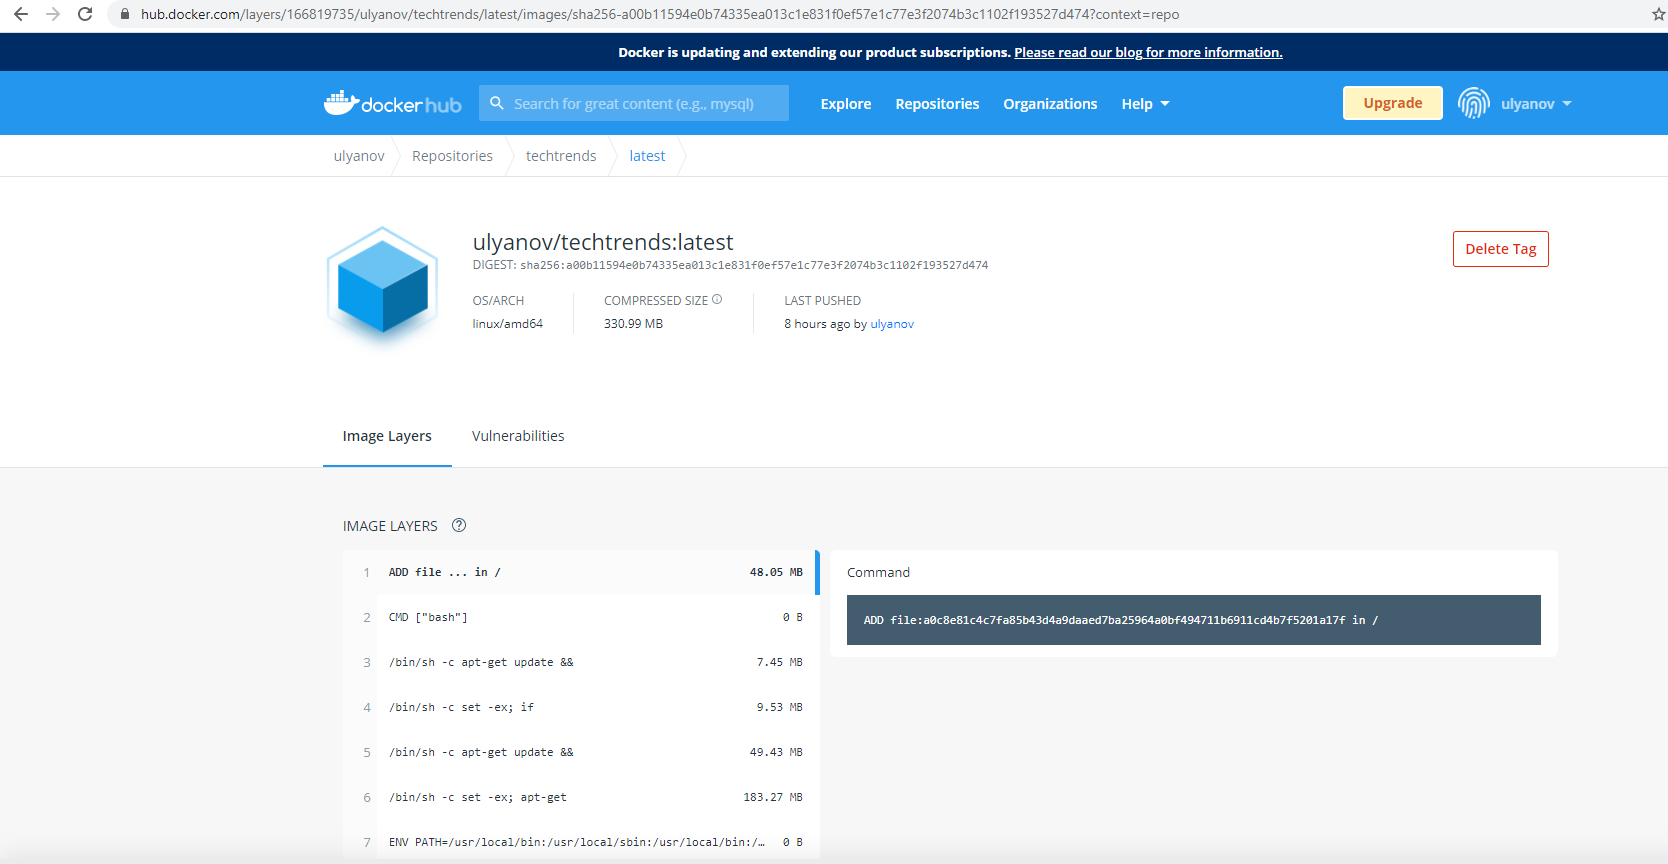 hub.docker.com/layers/166819735/ulyanov/techtrends/latest/images/sha256-a00b11594e0b74335ea013c1e831f0ef57e1c77e3f2074b3c1102f193527d474?context=repo
Docker is updating and extending our product subscriptions. Please read our blog for more information.
docker hub
Search for great content (e.g., mysql)
Explore
Repositories
Organizations
Help
Upgrade
ulyanov
ulyanov
Repositories
techtrends
latest
ulyanov/techtrends:latest
DIGEST: sha256:a00b11594e0b74335ea013c1e831f0ef57e1c77e3f2074b3c1102f193527d474
Delete Tag
OS/ARCH
linux/amd64
COMPRESSED SIZE
330.99 MB
LAST PUSHED
8 hours ago by ulyanov
Image Layers
Vulnerabilities
IMAGE LAYERS
1 ADD file ... in / 48.05 MB
2 CMD ["bash"] 0 B
3 /bin/sh -c apt-get update && 7.45 MB
4 /bin/sh -c set -ex; if 9.53 MB
5 /bin/sh -c apt-get update && 49.43 MB
6 /bin/sh -c set -ex; apt-get 183.27 MB
7 ENV PATH=/usr/local/bin:/usr/local/sbin:/usr/local/bin:/… 0 B
Command
ADD file:a0c8e81c4c7fa85b43d4a9daaed7ba25964a0bf494711b6911cd4b7f5201a17f in /